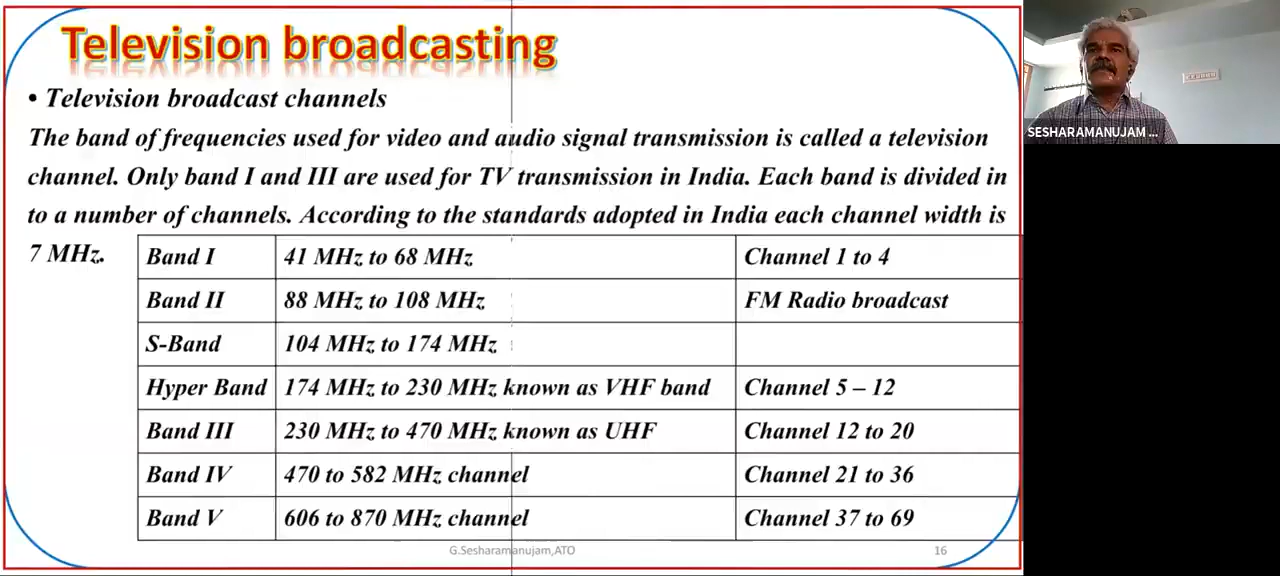 Television broadcasting
• Television broadcast channels
The band of frequencies used for video and audio signal transmission is called a television
channel. Only band I and III are used for TV transmission in India. Each band is divided in
to a number of channels. According to the standards adopted in India each channel width is
7 MHz.
Band I 41 MHz to 68 MHz Channel 1 to 4
Band II 88 MHz to 108 MHz FM Radio broadcast
S-Band 104 MHz to 174 MHz
Hyper Band 174 MHz to 230 MHz known as VHF band Channel 5 – 12
Band III 230 MHz to 470 MHz known as UHF Channel 12 to 20
Band IV 470 to 582 MHz channel Channel 21 to 36
Band V 606 to 870 MHz channel Channel 37 to 69
G.Sesharamanujam,ATO 16
SESHARAMANUJAM ...